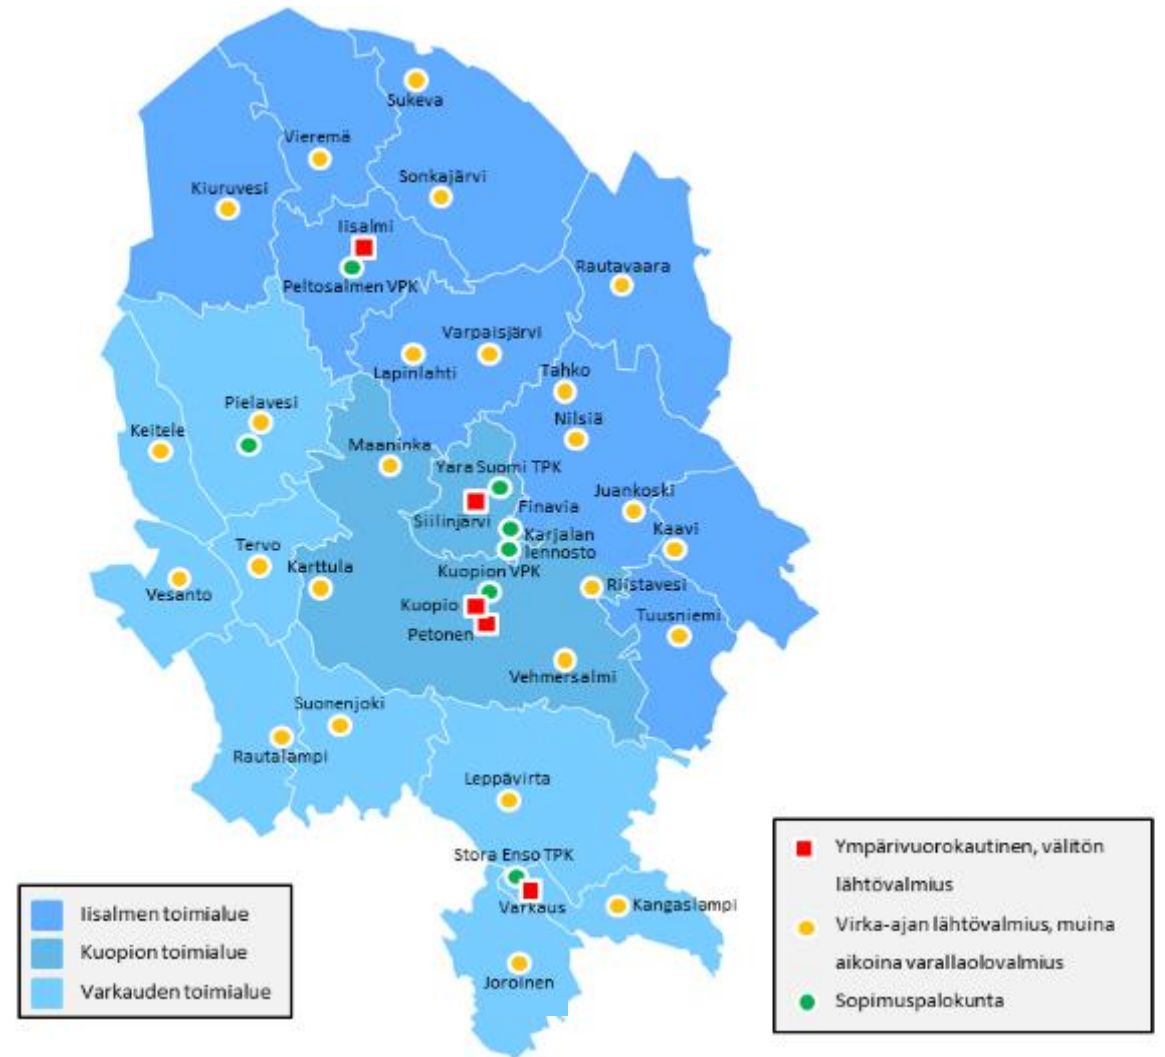 Sukeva
Vieremä
Kiuruvesi
Sonkajärvi
Iisalmi
Peltosalmen VPK
Rautavaara
Varpaisjärvi
Lapinlahti
Tahko
Nilsiä
Pielavesi
Keitele
Maaninka
Yara Suomi TPK
Siilinjärvi
Finavia
Karjalan
lennosto
Juankoski
Kaavi
Tervo
Karttula
Vesanto
Kuopion VPK
Kuopio
Petonen
Riistavesi
Tuusniemi
Vehmersalmi
Suonenjoki
Rautalampi
Leppävirta
Stora Enso TPK
Varkaus
Kangaslampi
Joroinen
Iisalmen toimialue
Kuopion toimialue
Varkauden toimialue
Ympärivuorokautinen, välitön
lähtövalmius
Virka-ajan lähtövalmius, muina
aikoina varallaolovalmius
Sopimuspalokunta